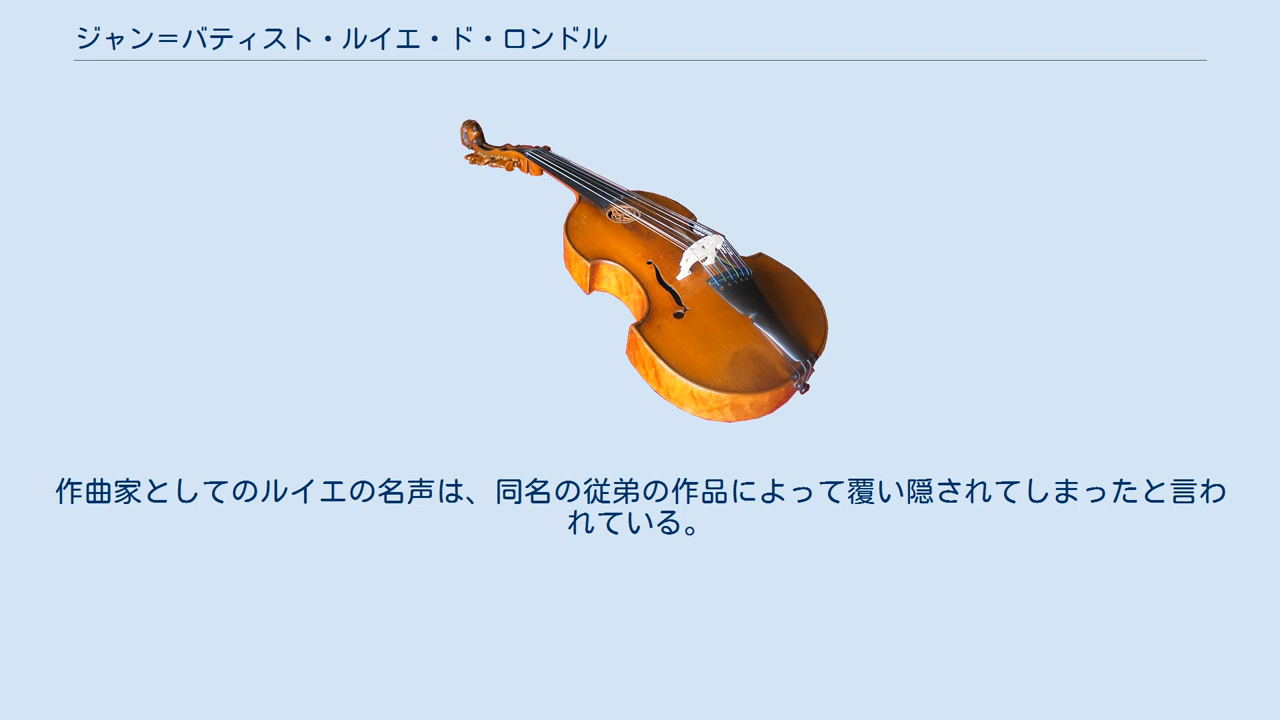 ジャン＝バティスト・ルイエ・ド・ロンドル
作曲家としてのルイエの名声は、同名の従弟の作品によって覆い隠されてしまったと言わ
れている。